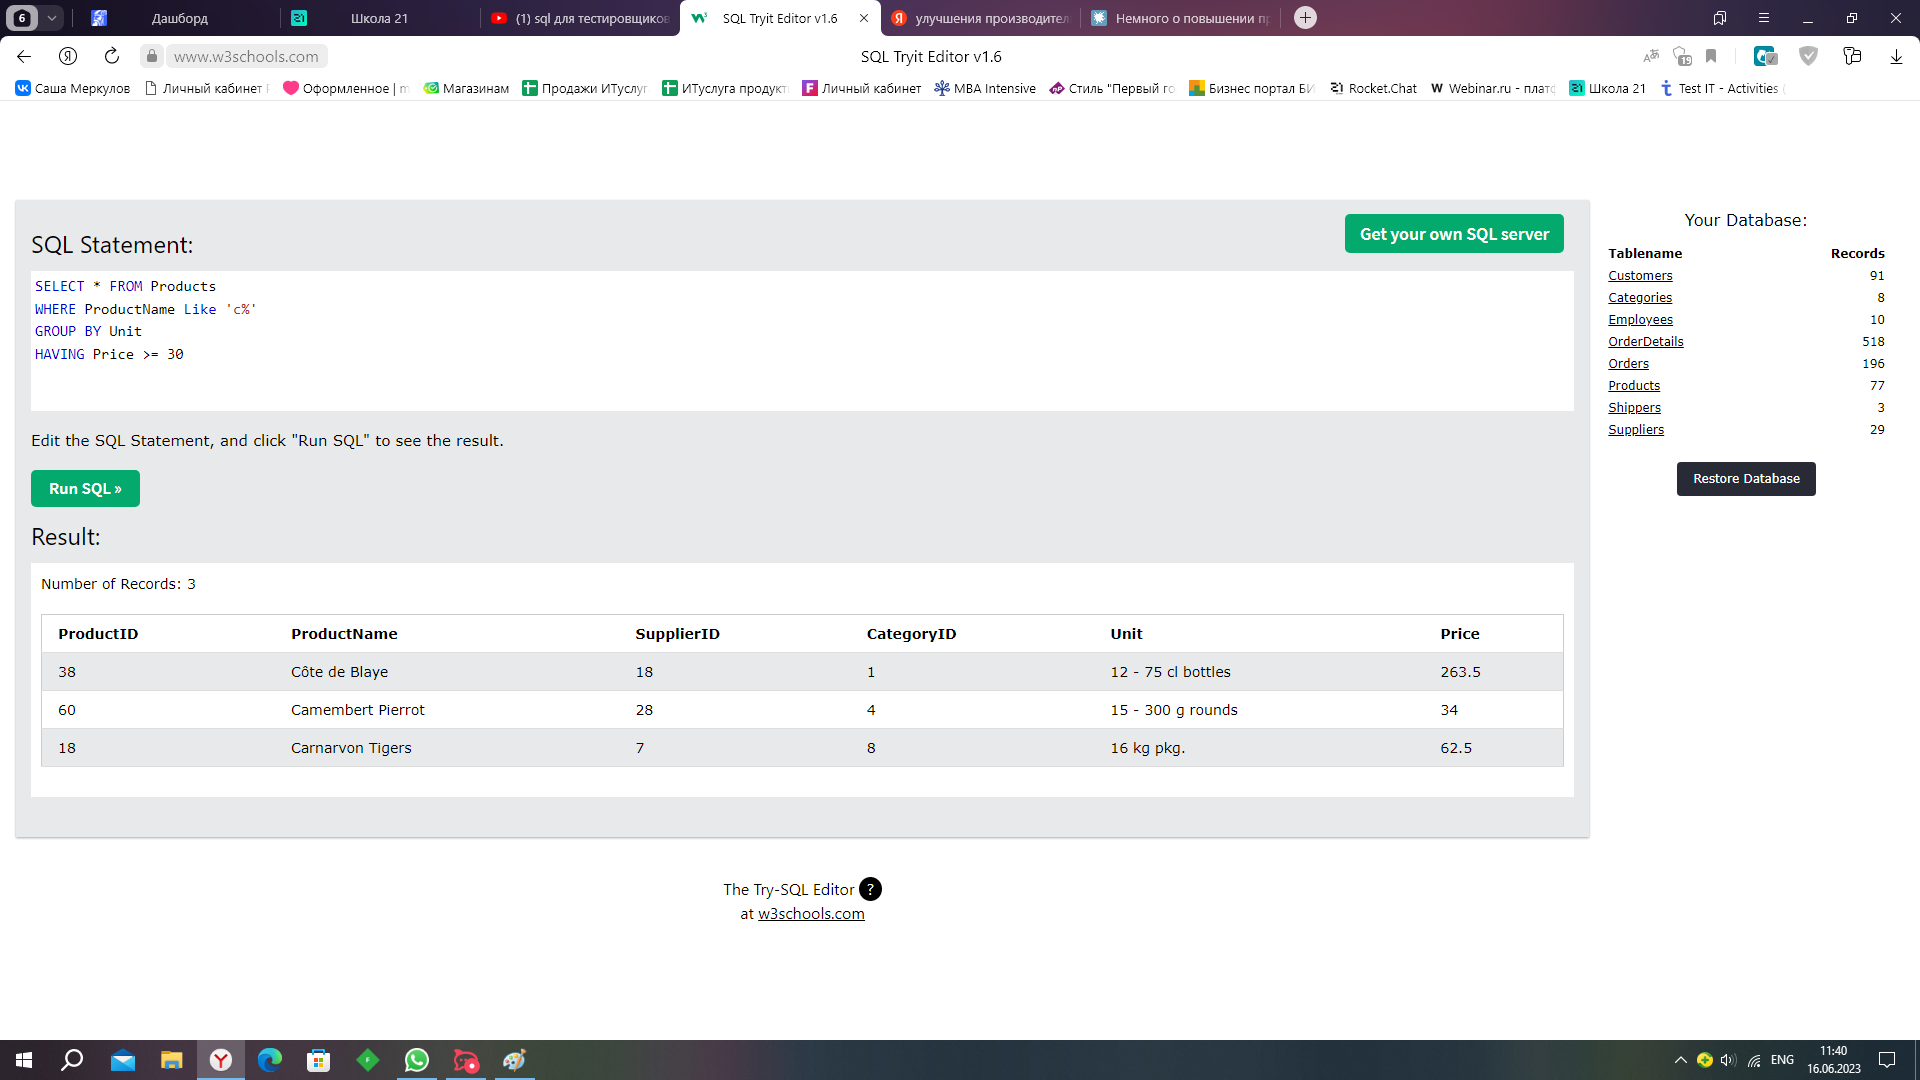 6
Дашборд
Школа 21
(1) sql для тестировщиков
SQL Tryit Editor v1.6
улучшения производител
Немного о повышении пр
www.w3schools.com
SQL Tryit Editor v1.6
19
Саша Меркулов
Личный кабинет
Оформленное | m
Магазинам
Продажи ИТуслуг
ИТуслуга продукт
Личный кабинет
MBA Intensive
Стиль "Первый го
Бизнес портал БИ
Rocket.Chat
Webinar.ru - плат
Школа 21
Test IT - Activities
SQL Statement:
Get your own SQL server
SELECT * FROM Products
WHERE ProductName Like 'c%'
GROUP BY Unit
HAVING Price >= 30
Edit the SQL Statement, and click "Run SQL" to see the result.
Run SQL »
Result:
Number of Records: 3
ProductID ProductName SupplierID CategoryID Unit Price
38 Côte de Blaye 18 1 12 - 75 cl bottles 263.5
60 Camembert Pierrot 28 4 15 - 300 g rounds 34
18 Carnarvon Tigers 7 8 16 kg pkg. 62.5
Your Database:
Tablename Records
Customers 91
Categories 8
Employees 10
OrderDetails 518
Orders 196
Products 77
Shippers 3
Suppliers 29
Restore Database
The Try-SQL Editor ?
at w3schools.com
ENG
11:40
16.06.2023